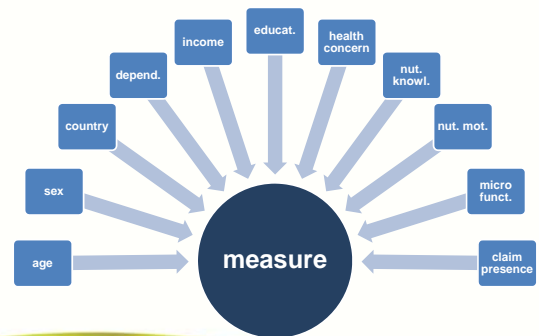 age
sex
country
depend.
income
educat.
health
concern
nut.
knowl.
nut. mot.
micro
funct.
claim
presence
measure